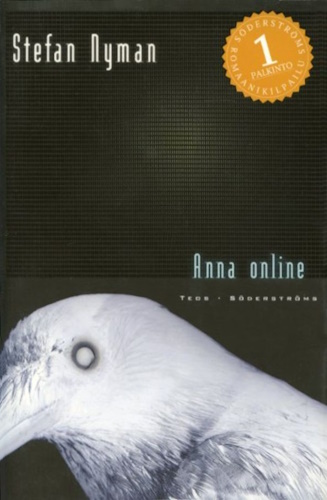 Stefan Nyman
SÖDERSTRÖMS
1
PALKINTO
ROMAANIKILPAILU
Anna online
TEOS · SÖDERSTRÖMS